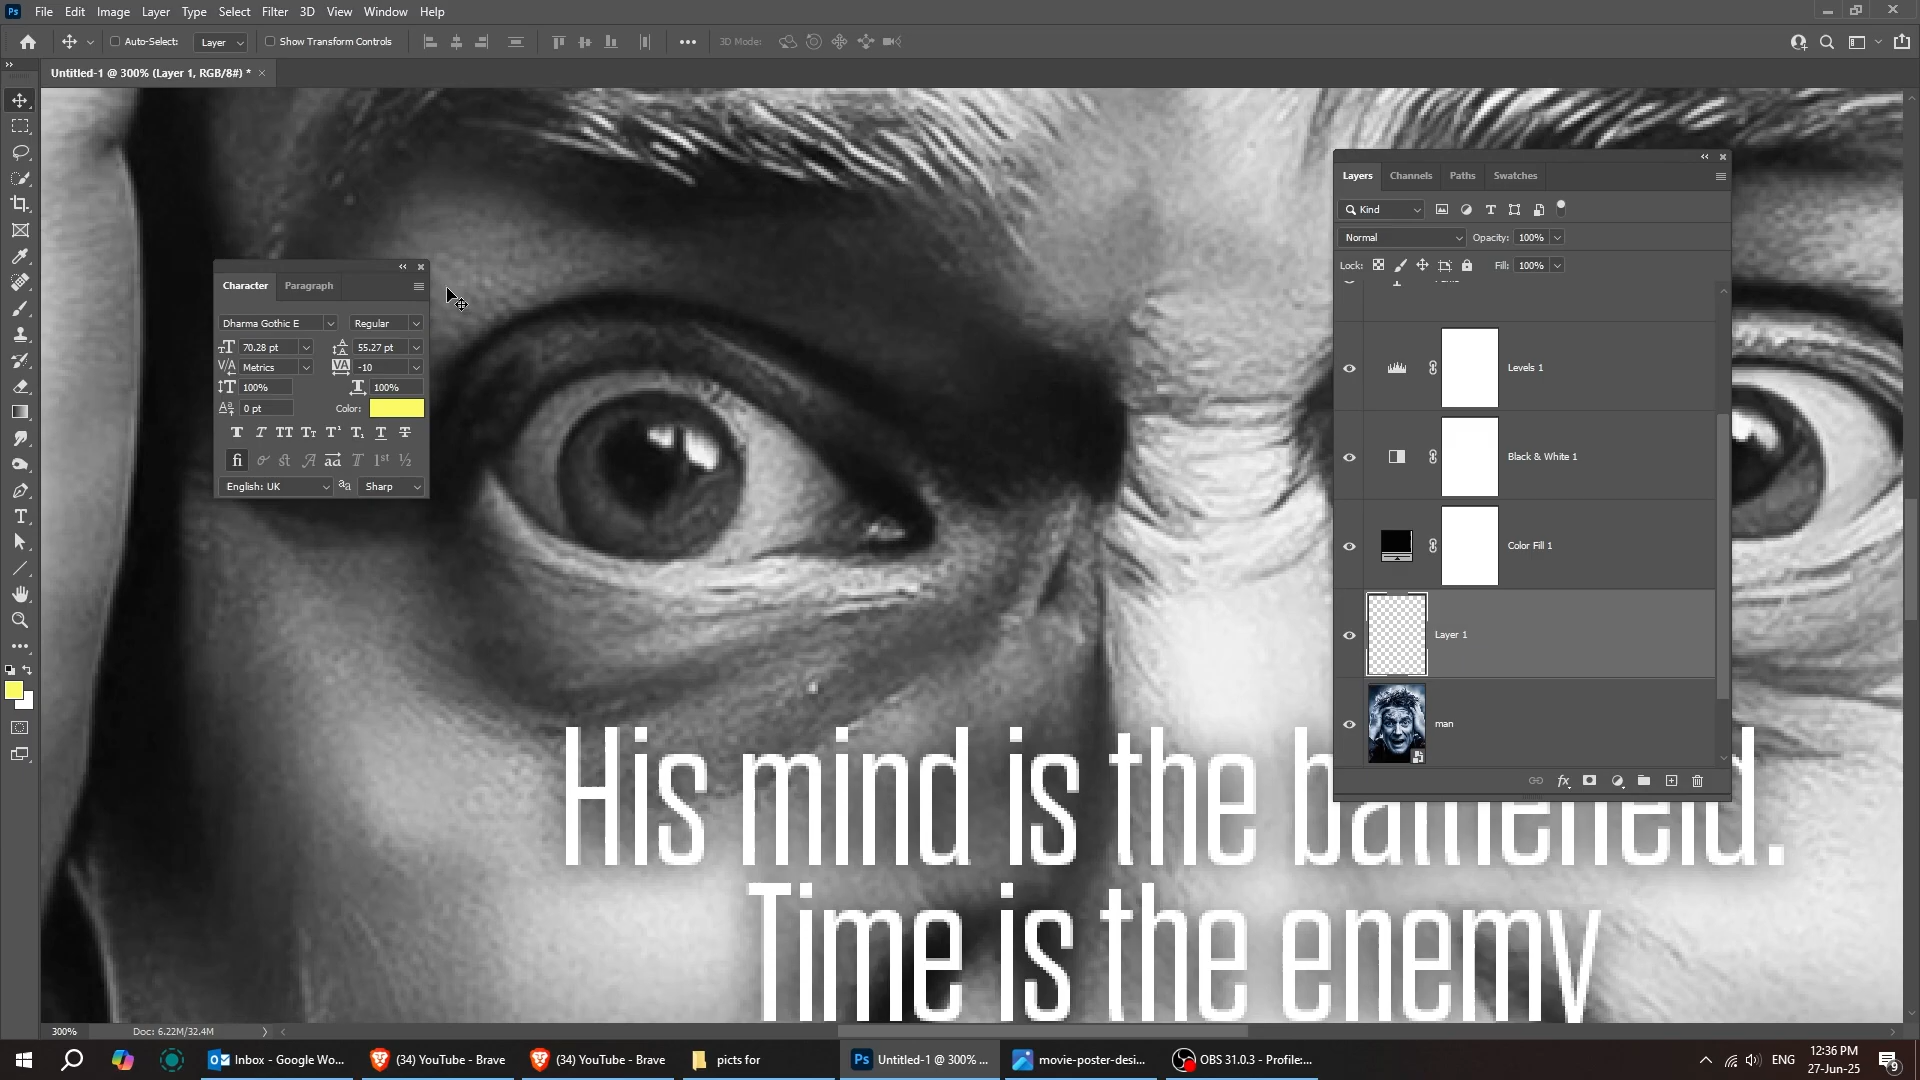 File Edit Image Layer Type Select Filter 3D View Window Help
Auto-Select: Layer Show Transform Controls 3D Mode:
Untitled-1 @ 300% (Layer 1, RGB/8#) *
Character Paragraph
Dharma Gothic E Regular
70.28 pt 55.27 pt
Metrics -10
100% 100%
0 pt Color:
English: UK Sharp
Layers Channels Paths Swatches
Kind
Normal Opacity: 100%
Lock: Fill: 100%
Levels 1
Black & White 1
Color Fill 1
Layer 1
man
His mind is the battlefield.
Time is the enemy
300% Doc: 6.22M/32.4M
Inbox - Google Wo... (34) YouTube - Brave (34) YouTube - Brave picts for Untitled-1 @ 300% ... movie-poster-desi... OBS 31.0.3 - Profile:... ENG 12:36 PM
27-Jun-25
9